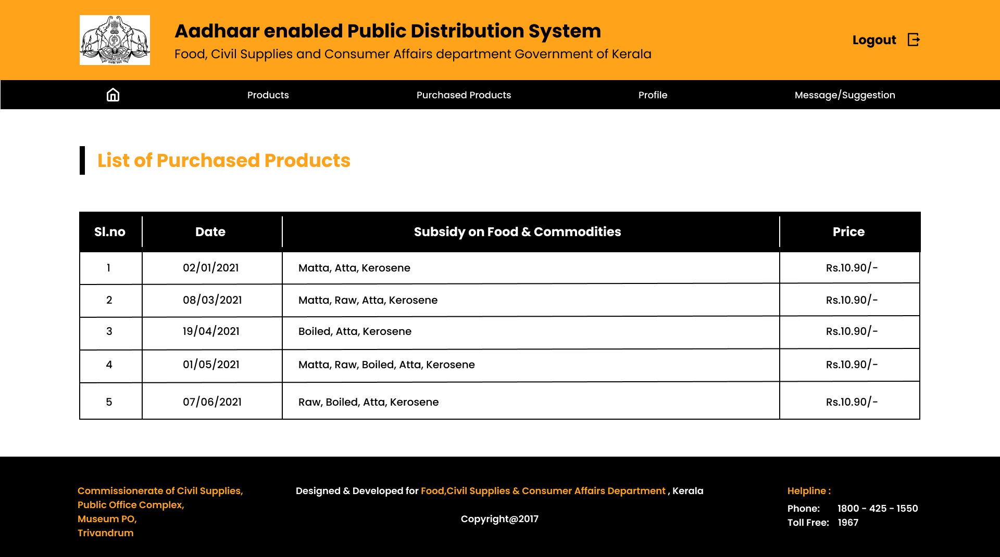 Aadhaar enabled Public Distribution System
Food, Civil Supplies and Consumer Affairs department Government of Kerala
Logout
Products Purchased Products Profile Message/Suggestion
List of Purchased Products
Sl.no Date Subsidy on Food & Commodities Price
1 02/01/2021 Matta, Atta, Kerosene Rs.10.90/-
2 08/03/2021 Matta, Raw, Atta, Kerosene Rs.10.90/-
3 19/04/2021 Boiled, Atta, Kerosene Rs.10.90/-
4 01/05/2021 Matta, Raw, Boiled, Atta, Kerosene Rs.10.90/-
5 07/06/2021 Raw, Boiled, Atta, Kerosene Rs.10.90/-
Commissionerate of Civil Supplies,
Public Office Complex,
Museum PO,
Trivandrum
Designed & Developed for Food,Civil Supplies & Consumer Affairs Department , Kerala
Copyright@2017
Helpline :
Phone: 1800 - 425 - 1550
Toll Free: 1967